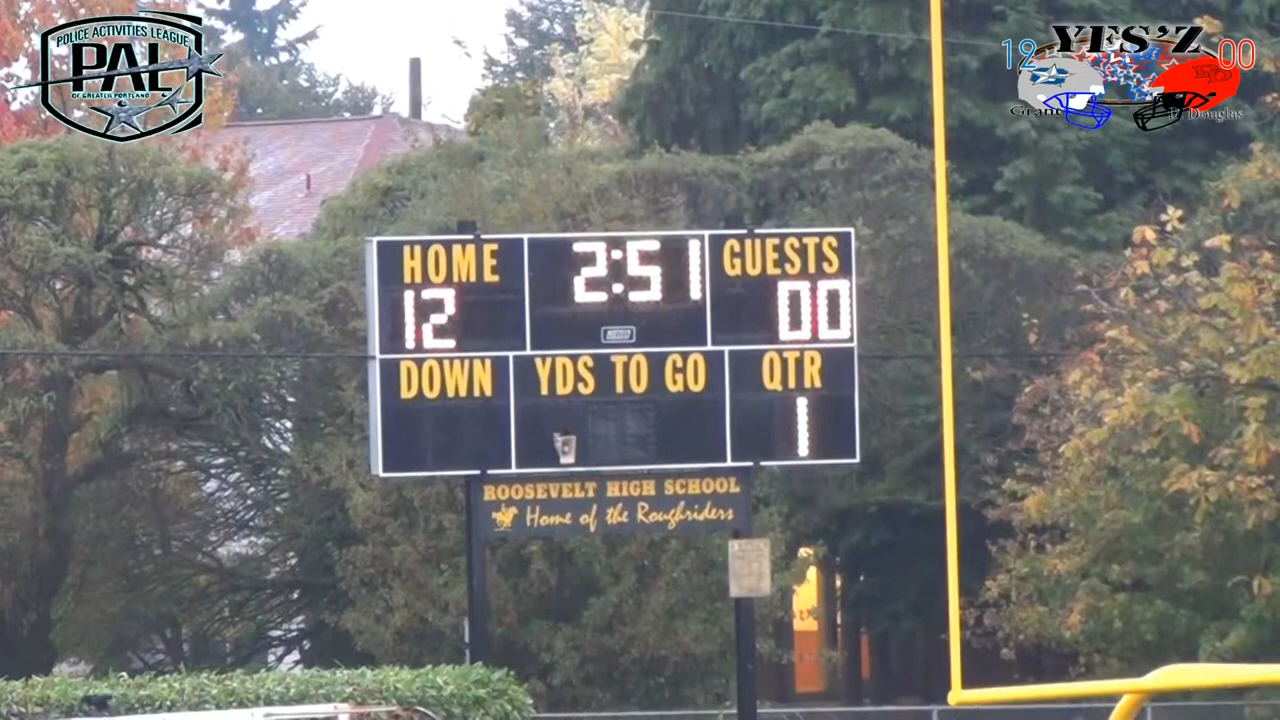 POLICE ACTIVITIES LEAGUE
PAL
OF GREATER PORTLAND
12 YES'Z 00
Grant
DD
D. Douglas
HOME 2:51 GUESTS
12 00
DOWN YDS TO GO QTR
1
ROOSEVELT HIGH SCHOOL
Home of the Roughriders